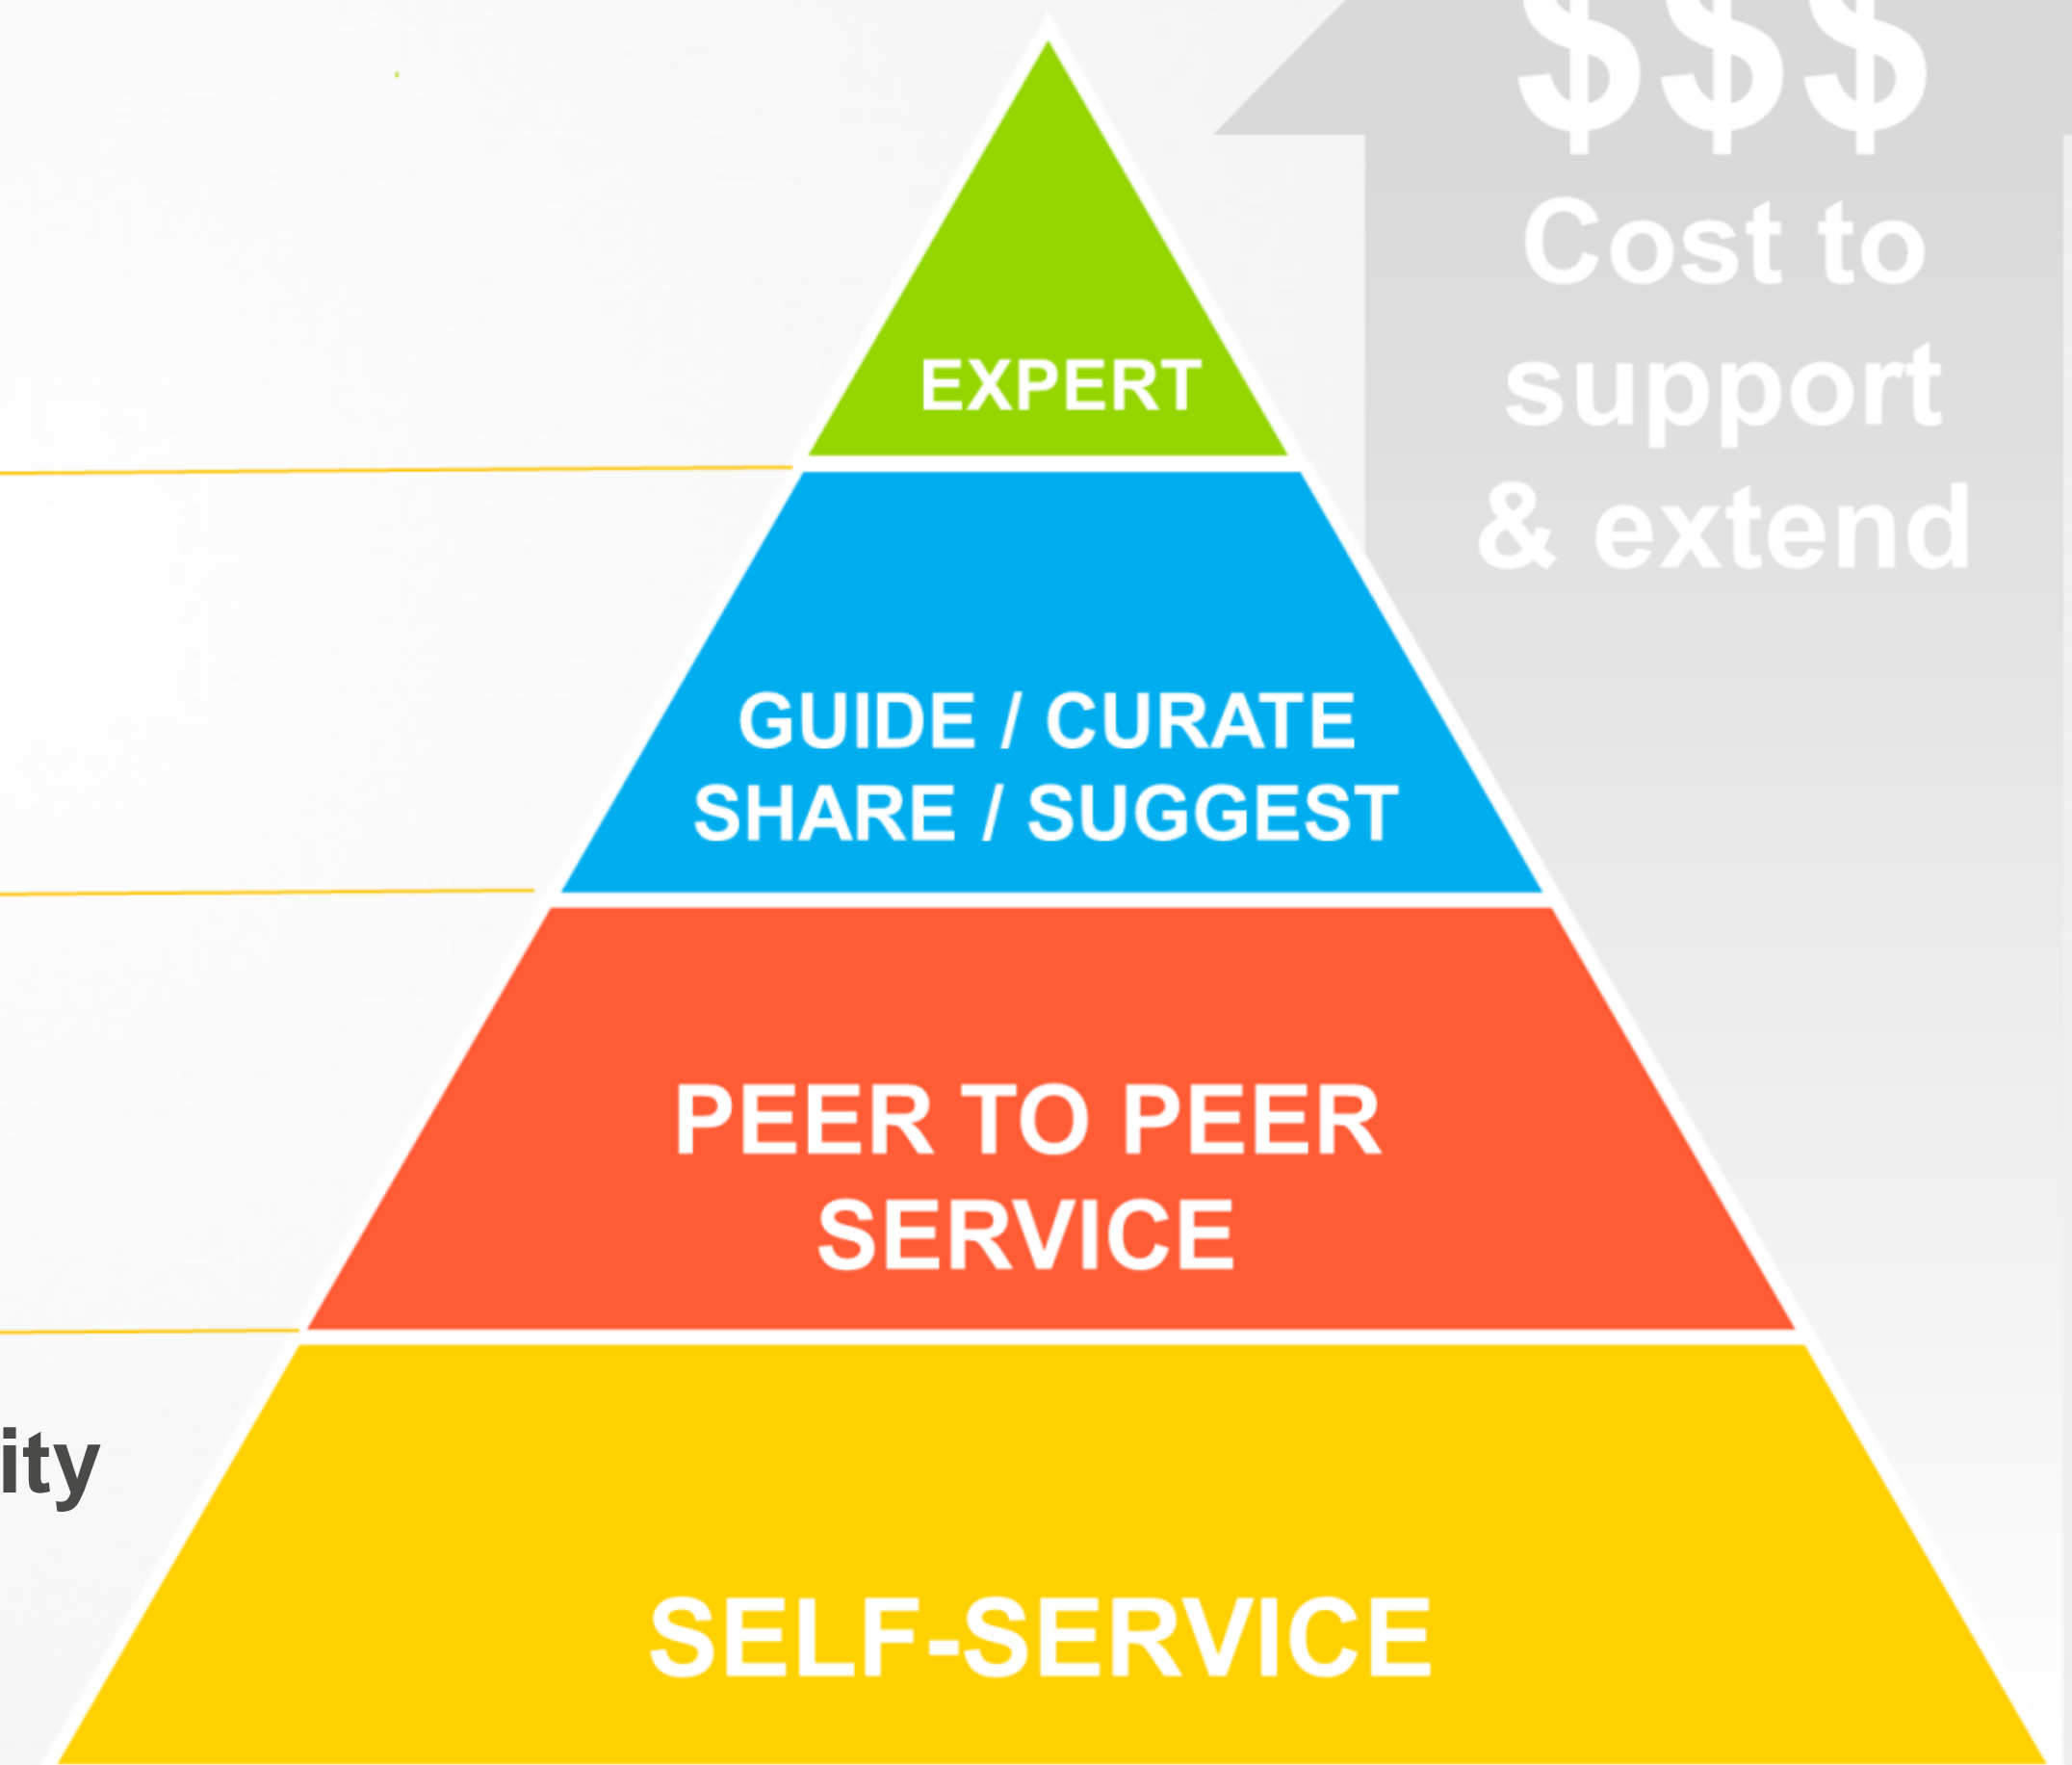 $$$
Cost to
support
& extend
EXPERT
GUIDE / CURATE
SHARE / SUGGEST
PEER TO PEER
SERVICE
ity
SELF-SERVICE